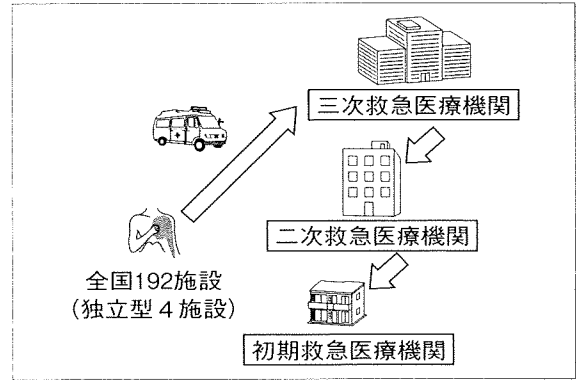 三次救急医療機関
二次救急医療機関
全国192施設
（独立型４施設）
初期救急医療機関